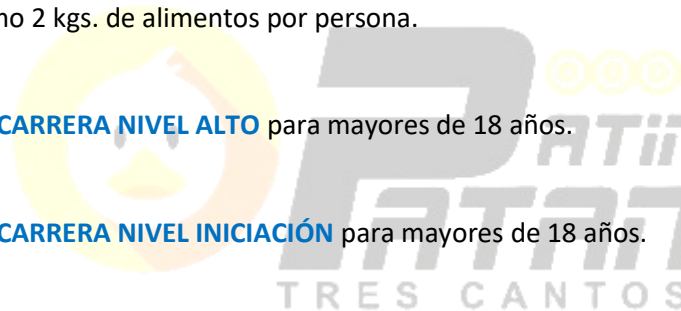 no 2 kgs. de alimentos por persona.
CARRERA NIVEL ALTO para mayores de 18 años.
CARRERA NIVEL INICIACIÓN para mayores de 18 años.
TRES CANTOS